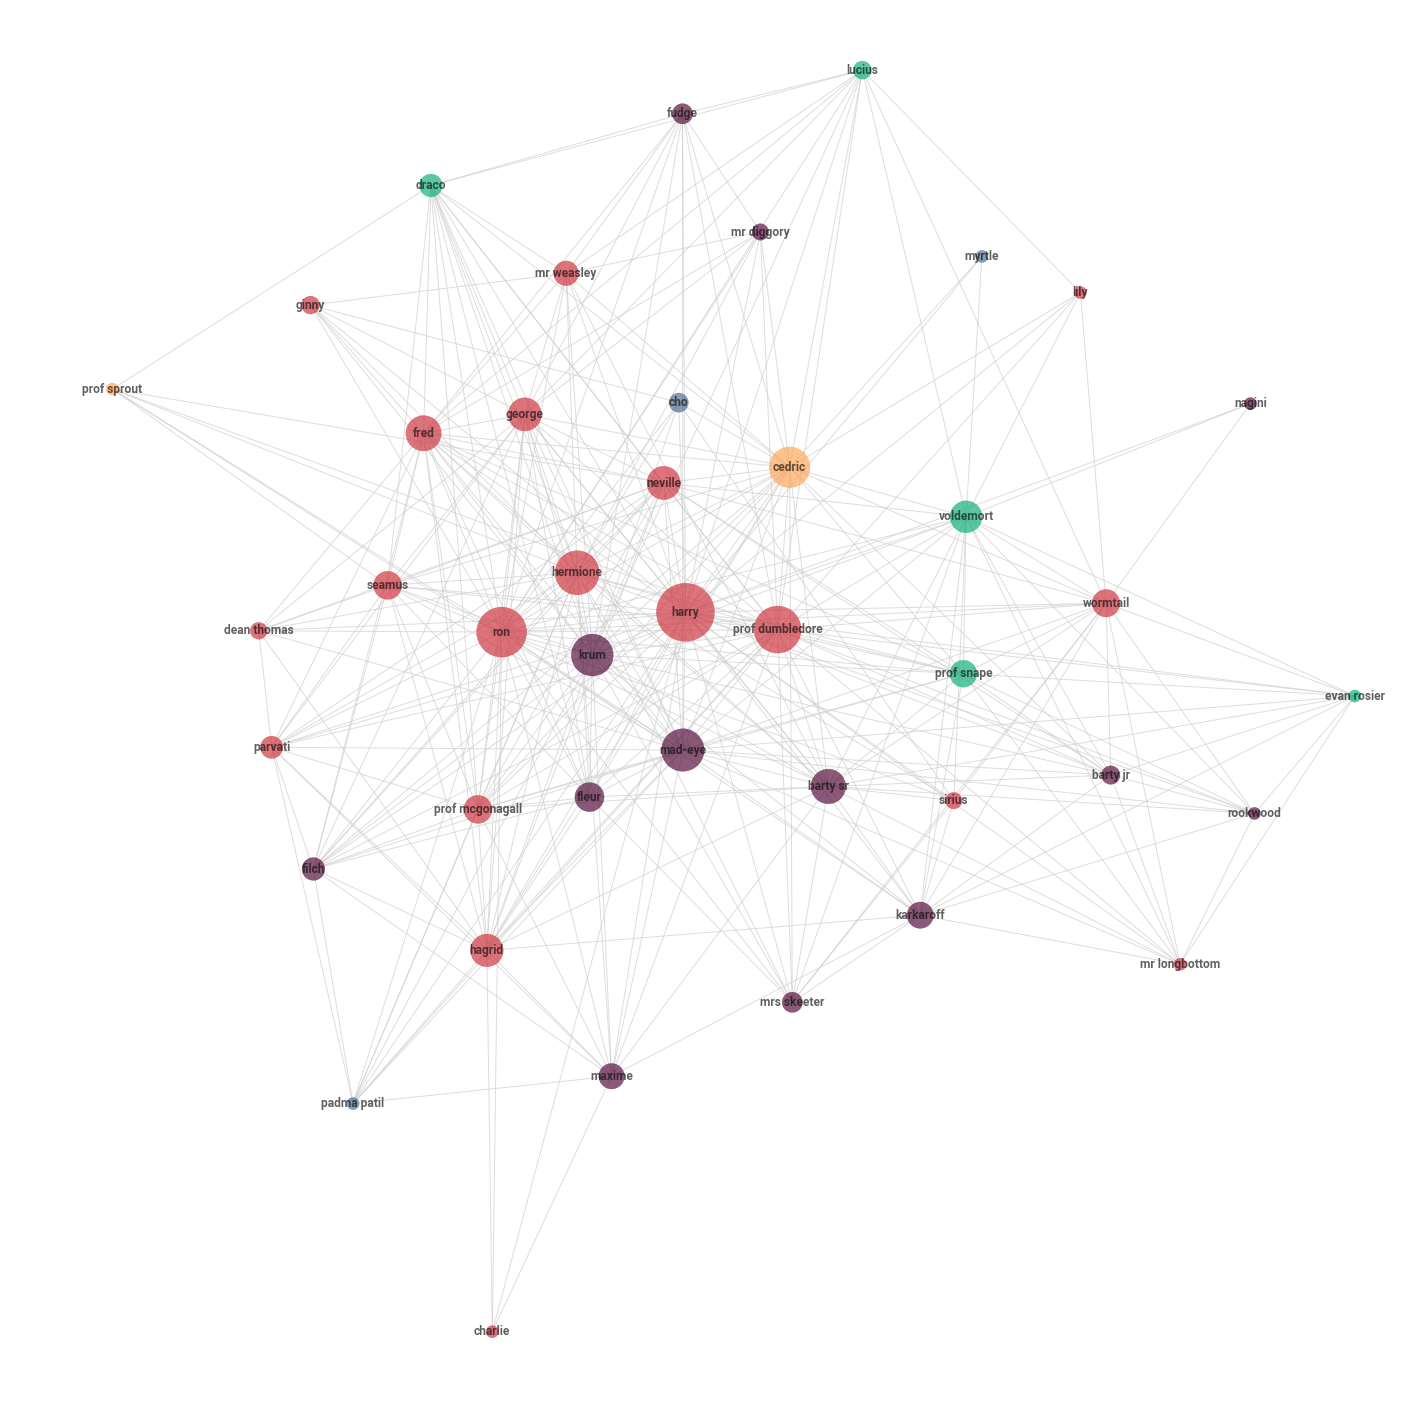 lucius
fudge
draco
mr diggory
myrtle
mr weasley
lily
ginny
prof sprout
cho
nagini
george
fred
cedric
neville
voldemort
hermione
seamus
wormtail
harry
dean thomas
prof dumbledore
ron
krum
prof snape
evan rosier
parvati
mad-eye
barty jr
barty sr
fleur
sirius
prof mcgonagall
rookwood
filch
karkaroff
hagrid
mr longbottom
mrs skeeter
maxime
padma patil
charlie